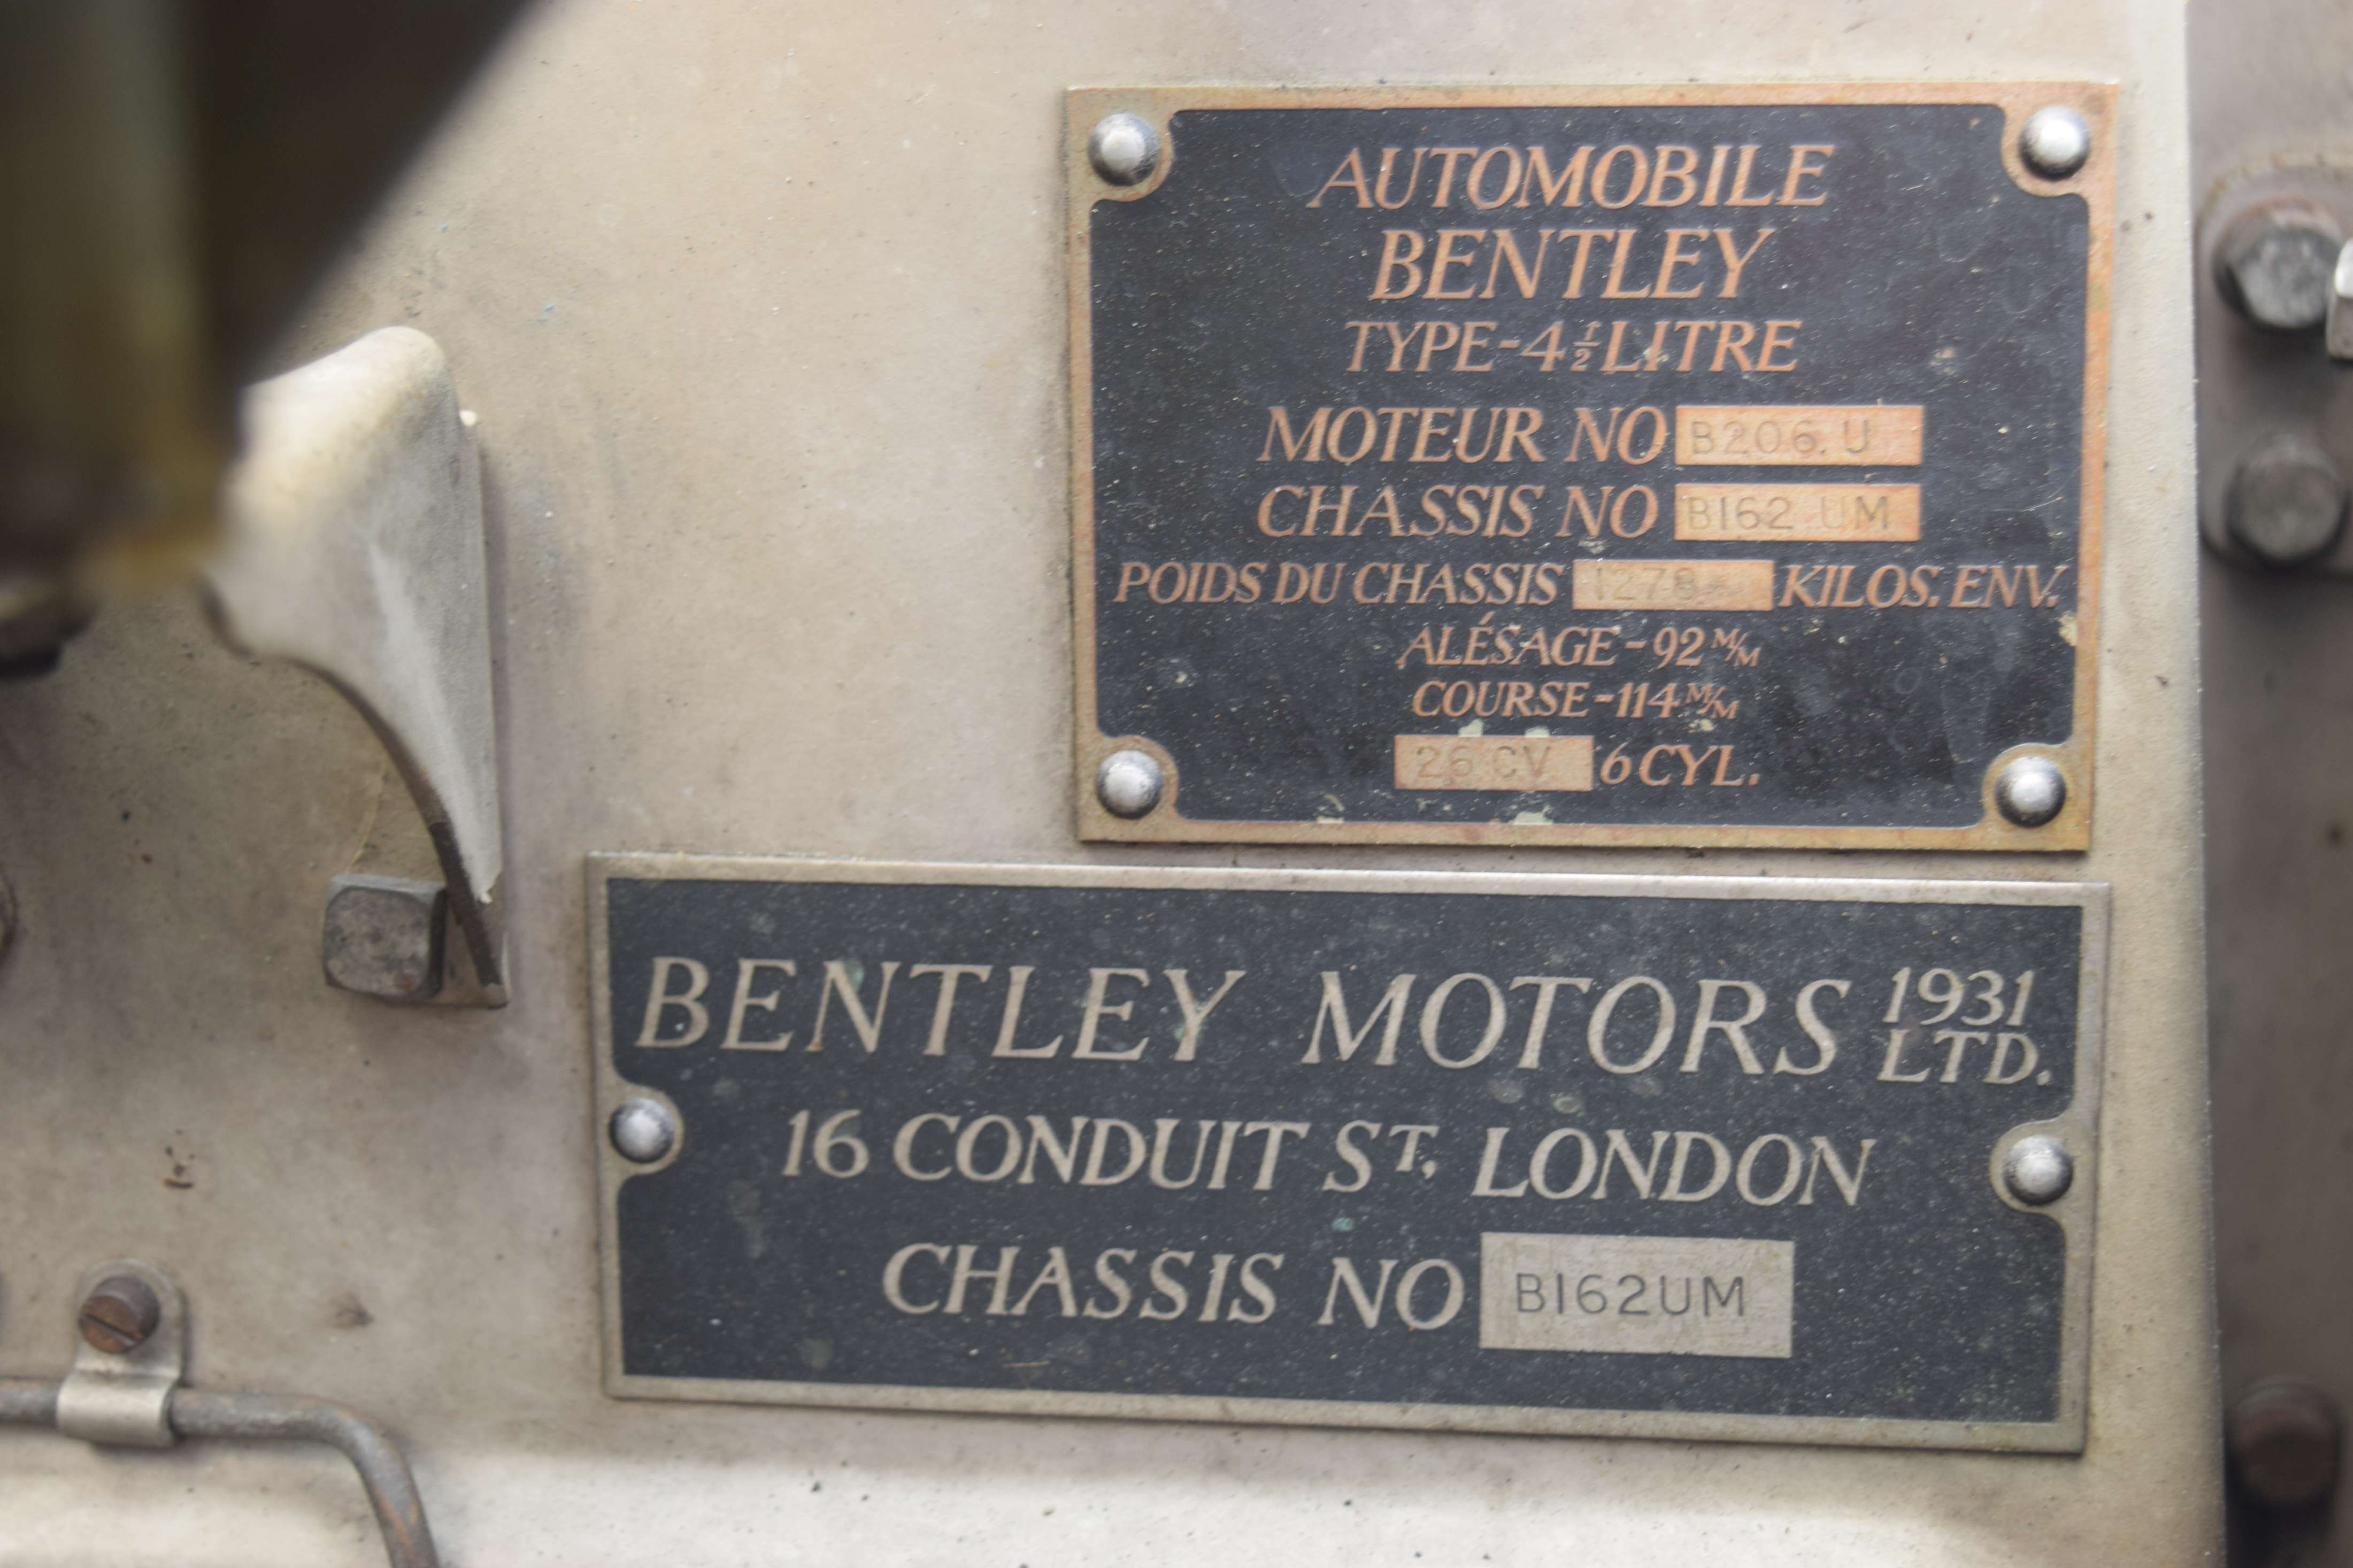 AUTOMOBILE
BENTLEY
TYPE-4½ LITRE
MOTEUR NO B206.U
CHASSIS NO B162 UM
POIDS DU CHASSIS 1278 KILOS. ENV.
ALÉSAGE-92 M/M
COURSE-114 M/M
26 CV 6 CYL.
BENTLEY MOTORS 1931 LTD.
16 CONDUIT ST, LONDON
CHASSIS NO B162UM